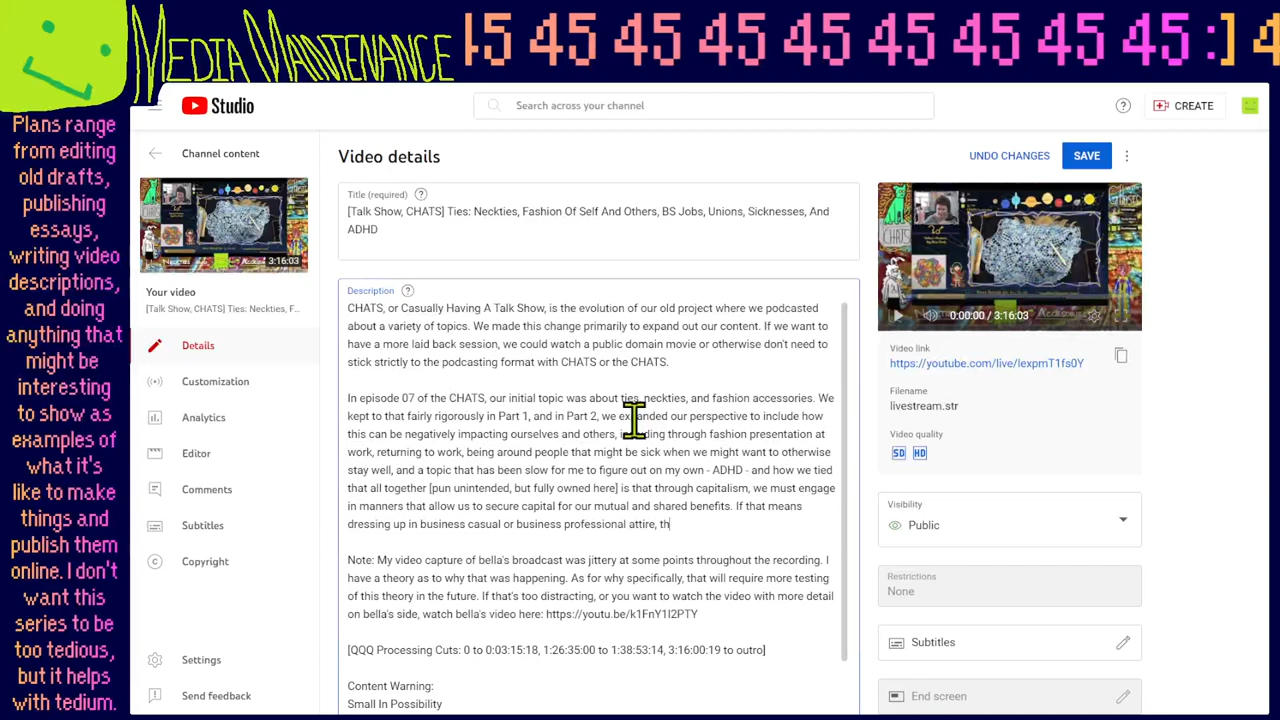 MEDIA MAINTENANCE
45 45 45 45 45 45 45 45 45 :] 4
Plans range
from editing
old drafts,
publishing
essays,
writing video
descriptions,
and doing
anything that
might be
interesting
to show as
examples of
what it's
like to make
things and
publish them
online. I don't
want this
series to be
too tedious,
but it helps
with tedium.
Studio
Search across your channel
CREATE
Channel content
3:16:03
Your video
[Talk Show, CHATS] Ties: Neckties, F...
Details
Customization
Analytics
Editor
Comments
Subtitles
Copyright
Settings
Send feedback
Video details
UNDO CHANGES
SAVE
Title (required)
[Talk Show, CHATS] Ties: Neckties, Fashion Of Self And Others, BS Jobs, Unions, Sicknesses, And
ADHD
Description
CHATS, or Casually Having A Talk Show, is the evolution of our old project where we podcasted
about a variety of topics. We made this change primarily to expand out our content. If we want to
have a more laid back session, we could watch a public domain movie or otherwise don't need to
stick strictly to the podcasting format with CHATS or the CHATS.
In episode 07 of the CHATS, our initial topic was about ties, neckties, and fashion accessories. We
kept to that fairly rigorously in Part 1, and in Part 2, we expanded our perspective to include how
this can be negatively impacting ourselves and others, including through fashion presentation at
work, returning to work, being around people that might be sick when we might want to otherwise
stay well, and a topic that has been slow for me to figure out on my own - ADHD - and how we tied
that all together [pun unintended, but fully owned here] is that through capitalism, we must engage
in manners that allow us to secure capital for our mutual and shared benefits. If that means
dressing up in business casual or business professional attire, th
Note: My video capture of bella's broadcast was jittery at some points throughout the recording. I
have a theory as to why that was happening. As for why specifically, that will require more testing
of this theory in the future. If that's too distracting, or you want to watch the video with more detail
on bella's side, watch bella's video here: https://youtu.be/k1FnY1I2PTY
[QQQ Processing Cuts: 0 to 0:03:15:18, 1:26:35:00 to 1:38:53:14, 3:16:00:19 to outro]
Content Warning:
Small In Possibility
CHATS
0:00:00 / 3:16:03
Video link
https://youtube.com/live/IexpmT1fs0Y
Filename
livestream.str
Video quality
SD HD
Visibility
Public
Restrictions
None
Subtitles
End screen